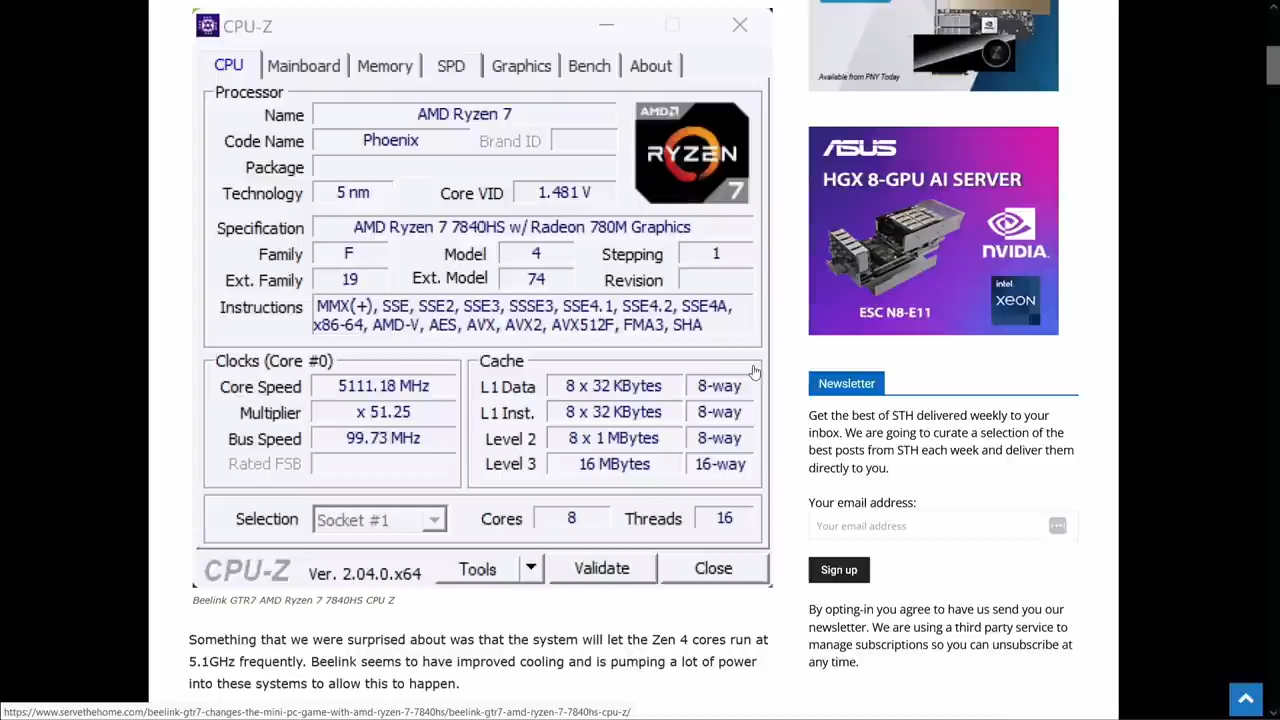 CPU-Z
CPU Mainboard Memory SPD Graphics Bench About
Processor
Name AMD Ryzen 7
Code Name Phoenix Brand ID
Package
Technology 5 nm Core VID 1.481 V
Specification AMD Ryzen 7 7840HS w/ Radeon 780M Graphics
Family F Model 4 Stepping 1
Ext. Family 19 Ext. Model 74 Revision
Instructions MMX(+), SSE, SSE2, SSE3, SSSE3, SSE4.1, SSE4.2, SSE4A,
x86-64, AMD-V, AES, AVX, AVX2, AVX512F, FMA3, SHA
AMD
RYZEN
7
Clocks (Core #0)
Core Speed 5111.18 MHz
Multiplier x 51.25
Bus Speed 99.73 MHz
Rated FSB
Cache
L1 Data 8 x 32 KBytes 8-way
L1 Inst. 8 x 32 KBytes 8-way
Level 2 8 x 1 MBytes 8-way
Level 3 16 MBytes 16-way
Selection Socket #1 Cores 8 Threads 16
CPU-Z Ver. 2.04.0.x64 Tools Validate Close
Beelink GTR7 AMD Ryzen 7 7840HS CPU Z
Something that we were surprised about was that the system will let the Zen 4 cores run at
5.1GHz frequently. Beelink seems to have improved cooling and is pumping a lot of power
into these systems to allow this to happen.
Available from PNY Today
ASUS
HGX 8-GPU AI SERVER
NVIDIA.
intel.
xeon
ESC N8-E11
Newsletter
Get the best of STH delivered weekly to your
inbox. We are going to curate a selection of the
best posts from STH each week and deliver them
directly to you.
Your email address:
Your email address
Sign up
By opting-in you agree to have us send you our
newsletter. We are using a third party service to
manage subscriptions so you can unsubscribe at
any time.
https://www.servethehome.com/beelink-gtr7-changes-the-mini-pc-game-with-amd-ryzen-7-7840hs/beelink-gtr7-amd-ryzen-7-7840hs-cpu-z/